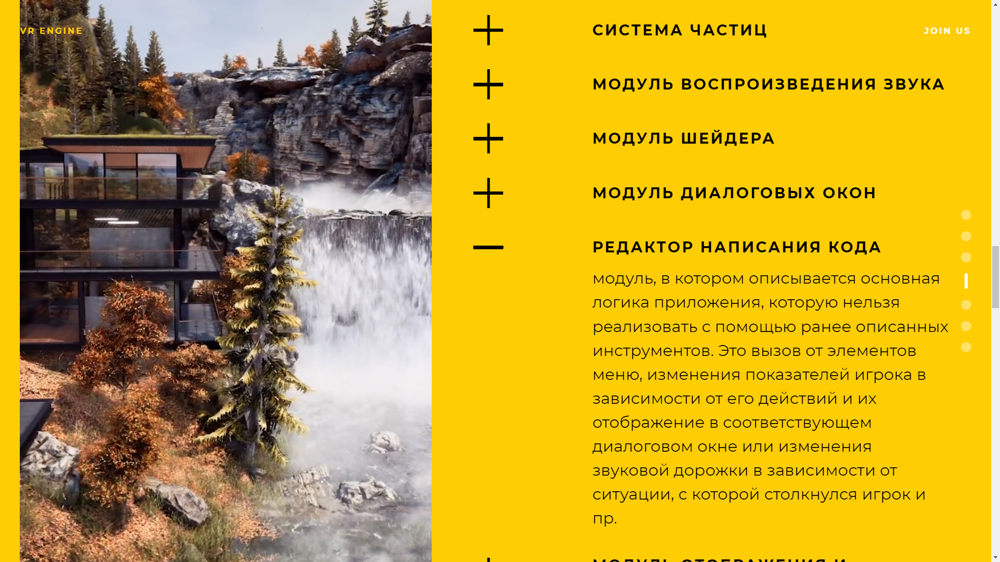 VR ENGINE
СИСТЕМА ЧАСТИЦ
JOIN US
МОДУЛЬ ВОСПРОИЗВЕДЕНИЯ ЗВУКА
МОДУЛЬ ШЕЙДЕРА
МОДУЛЬ ДИАЛОГОВЫХ ОКОН
РЕДАКТОР НАПИСАНИЯ КОДА
модуль, в котором описывается основная
логика приложения, которую нельзя
реализовать с помощью ранее описанных
инструментов. Это вызов от элементов
меню, изменения показателей игрока в
зависимости от его действий и их
отображение в соответствующем
диалоговом окне или изменения
звуковой дорожки в зависимости от
ситуации, с которой столкнулся игрок и
пр.
МОДУЛЬ ОТОБРАЖЕНИЯ И